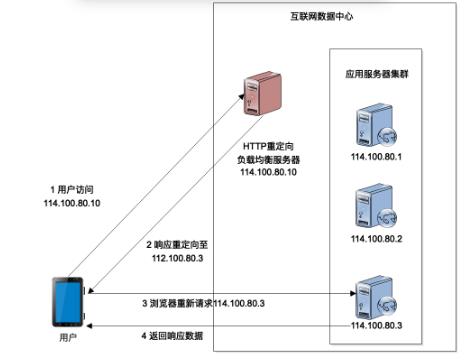 互联网数据中心
应用服务器集群
114.100.80.1
HTTP重定向
负载均衡服务器
114.100.80.10
1 用户访问
114.100.80.10
114.100.80.2
2 响应重定向至
112.100.80.3
3 浏览器重新请求114.100.80.3
114.100.80.3
4 返回响应数据
用户